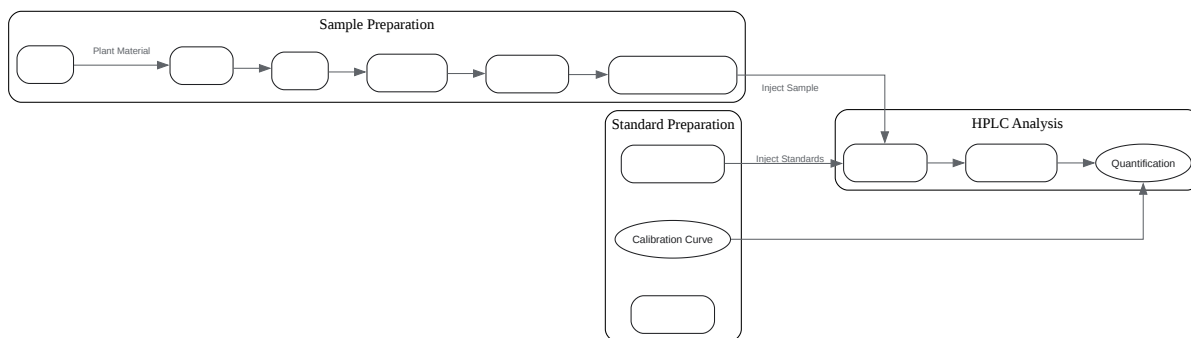 Sample Preparation
Plant Material
Inject Sample
Standard Preparation
HPLC Analysis
Inject Standards
Quantification
Calibration Curve